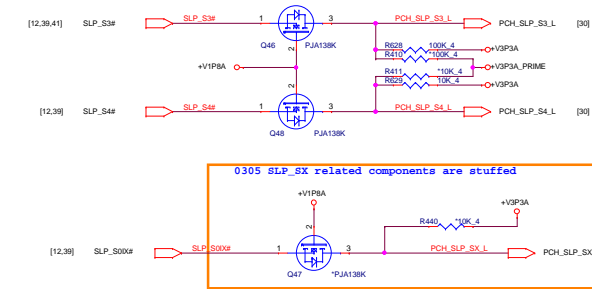 [12,39,41] SLP_S3# SLP_S3# 1 3 PCH_SLP_S3_L PCH_SLP_S3_L [30]
Q46 PJA138K 2
R628 100K_4 +V3P3A
R410 *100K_4
+V1P8A +V3P3A_PRIME
R411 *10K_4
R629 10K_4 +V3P3A
2
[12,39] SLP_S4# SLP_S4# 1 3 PCH_SLP_S4_L PCH_SLP_S4_L [30]
Q48 PJA138K
0305 SLP_SX related components are stuffed
+V1P8A +V3P3A
R440 *10K_4
2
[12,39] SLP_S0IX# SLP_S0IX# 1 3 PCH_SLP_SX_L PCH_SLP_SX
Q47 *PJA138K